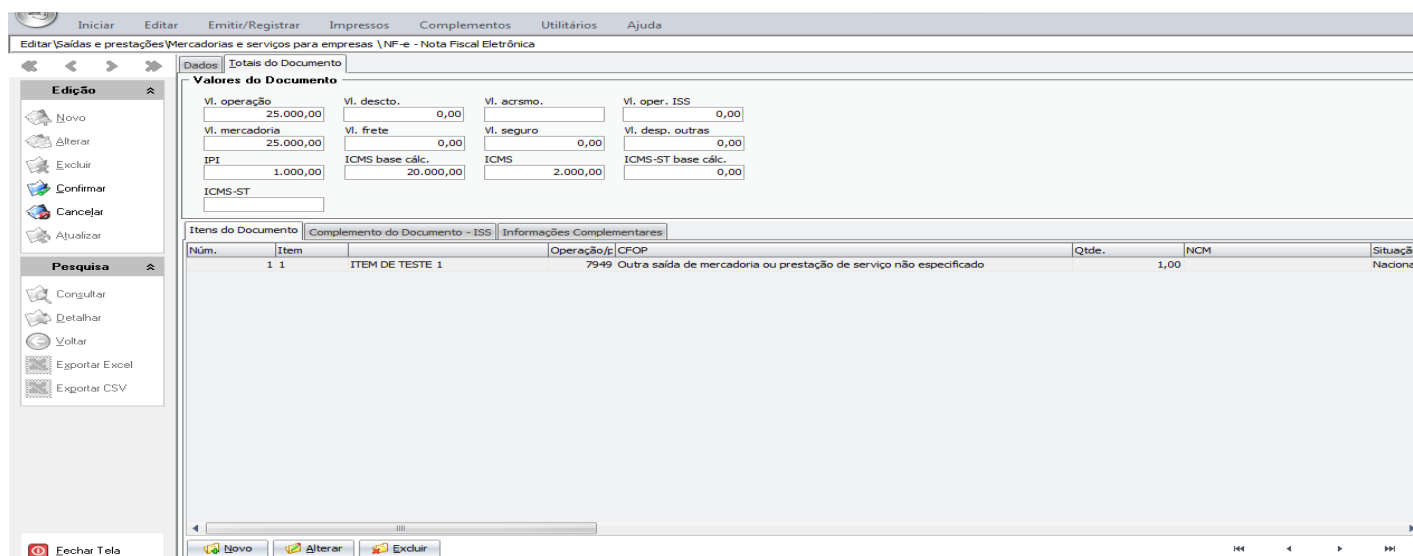 Iniciar Editar Emitir/Registrar Impressos Complementos Utilitários Ajuda
Editar\Saídas e prestações\Mercadorias e serviços para empresas \NF-e - Nota Fiscal Eletrônica
Dados Totais do Documento
Edição
Novo
Alterar
Excluir
Confirmar
Cancelar
Atualizar
Pesquisa
Consultar
Detalhar
Voltar
Exportar Excel
Exportar CSV
Fechar Tela
Valores do Documento
Vl. operação Vl. descto. Vl. acrsmo. Vl. oper. ISS
25.000,00 0,00 0,00
Vl. mercadoria Vl. frete Vl. seguro Vl. desp. outras
25.000,00 0,00 0,00 0,00
IPI ICMS base cálc. ICMS ICMS-ST base cálc.
1.000,00 20.000,00 2.000,00 0,00
ICMS-ST
Itens do Documento Complemento do Documento - ISS Informações Complementares
Núm. Item Operação/p CFOP Qtde. NCM Situaçã
1 1 ITEM DE TESTE 1 7949 Outra saída de mercadoria ou prestação de serviço não especificado 1,00 Naciona
Novo Alterar Excluir